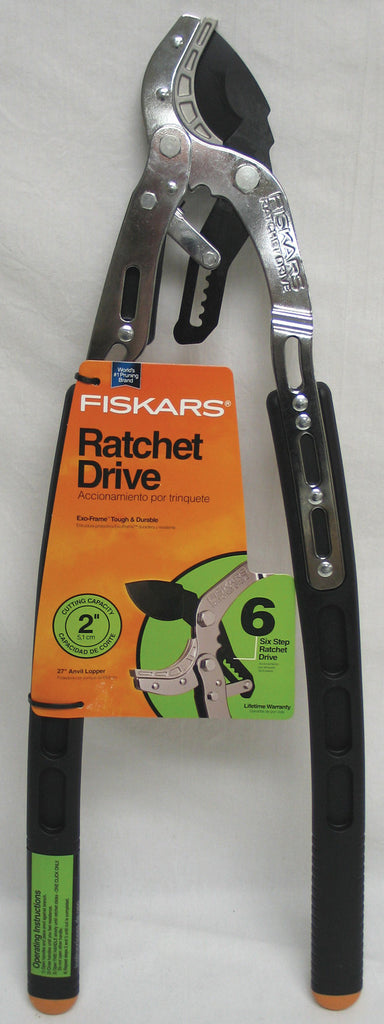 FISKARS
RATCHET DRIVE
World's
#1 Pruning
Brand
FISKARS®
Ratchet
Drive
Accionamiento por trinquete
Exo-Frame™ Tough & Durable
CUTTING CAPACITY
2"
5.1 cm
CAPACIDAD DE CORTE
27" Anvil Lopper
FISKARS
6
Six Step
Ratchet
Drive
Lifetime Warranty
Operating Instructions